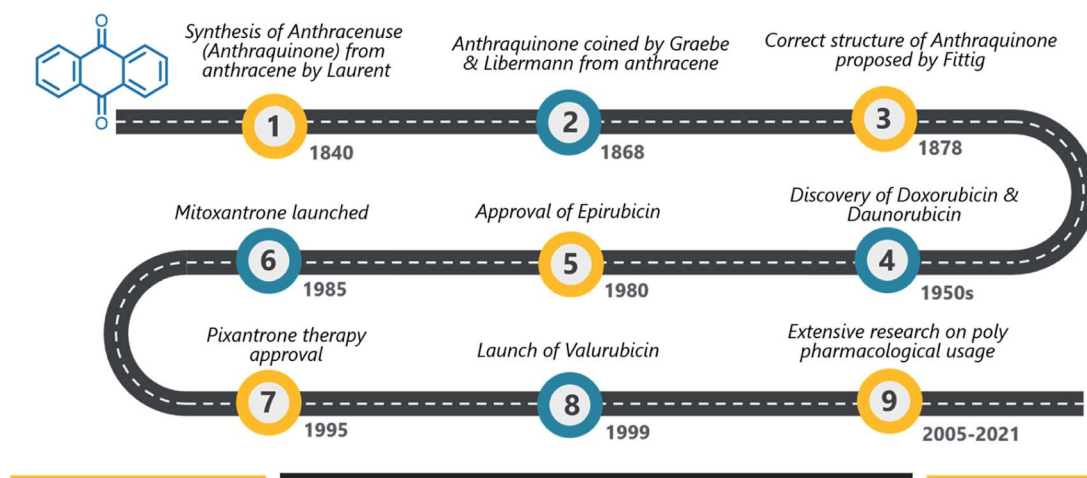 O
O
Synthesis of Anthracenuse
(Anthraquinone) from
anthracene by Laurent
1
1840
Anthraquinone coined by Graebe
& Libermann from anthracene
2
1868
Correct structure of Anthraquinone
proposed by Fittig
3
1878
Discovery of Doxorubicin &
Daunorubicin
4
1950s
Approval of Epirubicin
5
1980
Mitoxantrone launched
6
1985
Pixantrone therapy
approval
7
1995
Launch of Valurubicin
8
1999
Extensive research on poly
pharmacological usage
9
2005-2021